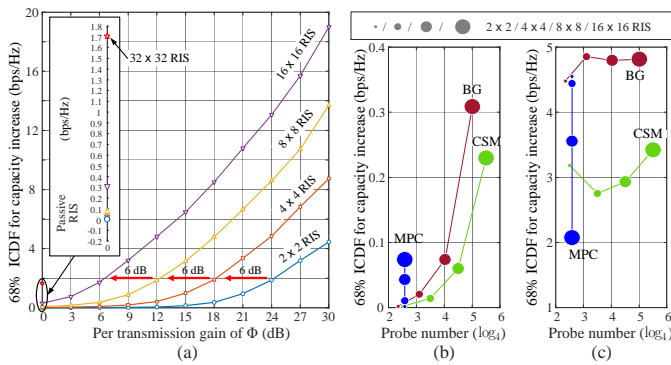 68% ICDF for capacity increase (bps/Hz)
20
16
12
8
4
0
0 3 6 9 12 15 18 21 24 27 30
Per transmission gain of Φ (dB)
(a)
Passive RIS (bps/Hz)
1.8
1.7
1.6
1.5
1.4
1.3
1.2
1.1
1
0.9
0.8
0.7
0.6
0.5
0.4
0.3
0.2
0.1
0
-0.1
-0.2
0
32 x 32 RIS
16 x 16 RIS
8 x 8 RIS
4 x 4 RIS
2 x 2 RIS
6 dB
6 dB
6 dB
/ / / 2 x 2 / 4 x 4 / 8 x 8 / 16 x 16 RIS
(b)
68% ICDF for capacity increase (bps/Hz)
0.4
0.3
0.2
0.1
0
2 3 4 5 6
BG
CSM
MPC
Probe number (log4)
(b)
(c)
68% ICDF for capacity increase (bps/Hz)
5
4
3
2
1
2 3 4 5 6
BG
CSM
MPC
Probe number (log4)
(c)